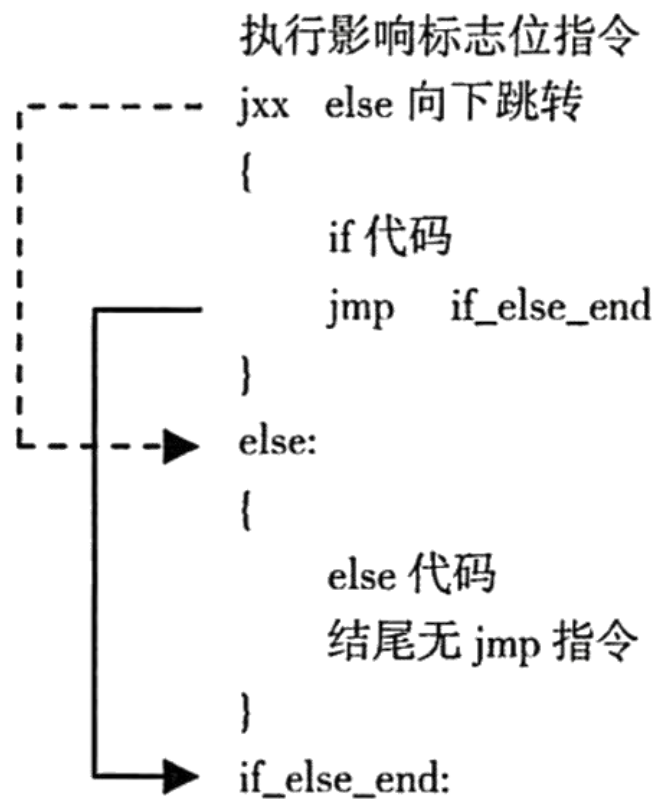 执行影响标志位指令
jxx else 向下跳转
{
if 代码
jmp if_else_end
}
else:
{
else 代码
结尾无 jmp 指令
}
if_else_end: